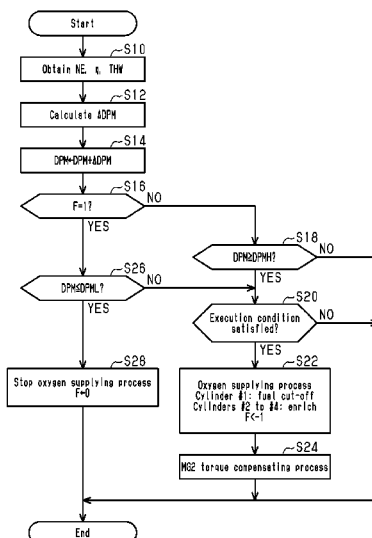 Start
S10
Obtain NE, η, THW
S12
Calculate ΔDPM
S14
DPM←DPM+ΔDPM
S16
F=1?
NO
YES
S18
DPM≥DPMH?
NO
YES
S26
DPM≤DPML?
NO
YES
S20
Execution condition
satisfied?
NO
YES
S28
Stop oxygen supplying process
F←0
S22
Oxygen supplying process
Cylinder #1: fuel cut-off
Cylinders #2 to #4: enrich
F<-1
S24
MG2 torque compensating process
End